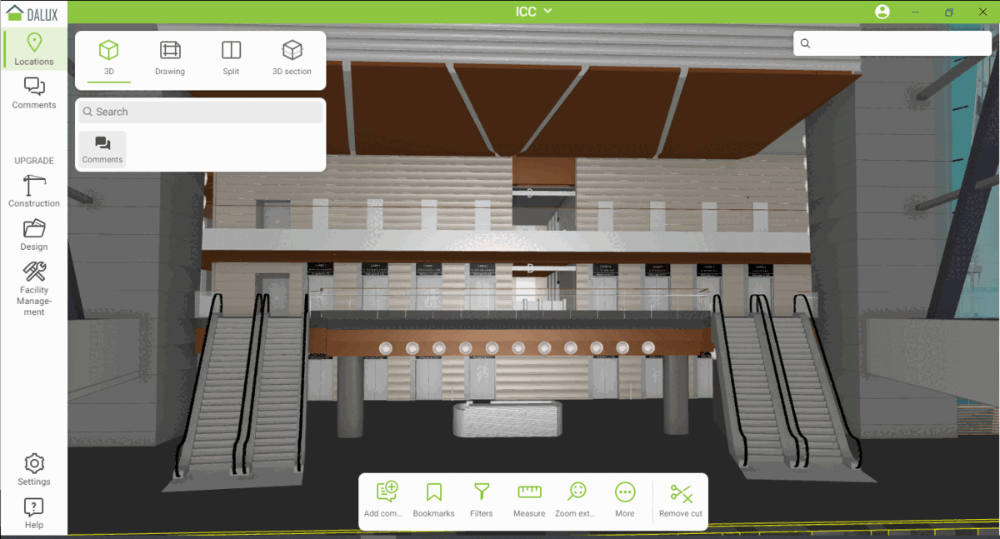 DALUX
ICC
Locations
Comments
UPGRADE
Construction
Design
Facility
Manage-
ment
Settings
Help
3D
Drawing
Split
3D section
Search
Comments
Add com...
Bookmarks
Filters
Measure
Zoom ext...
More
Remove cut